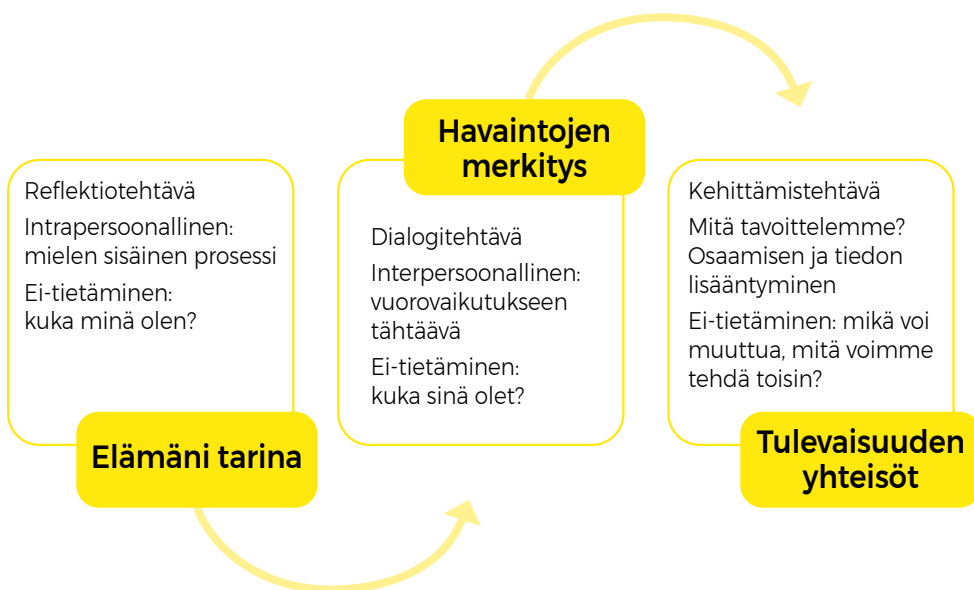 Reflektiotehtävä
Intrapersoonallinen:
mielen sisäinen prosessi
Ei-tietäminen:
kuka minä olen?
Elämäni tarina
Havaintojen
merkitys
Dialogitehtävä
Interpersoonallinen:
vuorovaikutukseen
tähtäävä
Ei-tietäminen:
kuka sinä olet?
Kehittämistehtävä
Mitä tavoittelemme?
Osaamisen ja tiedon
lisääntyminen
Ei-tietäminen: mikä voi
muuttua, mitä voimme
tehdä toisin?
Tulevaisuuden
yhteisöt